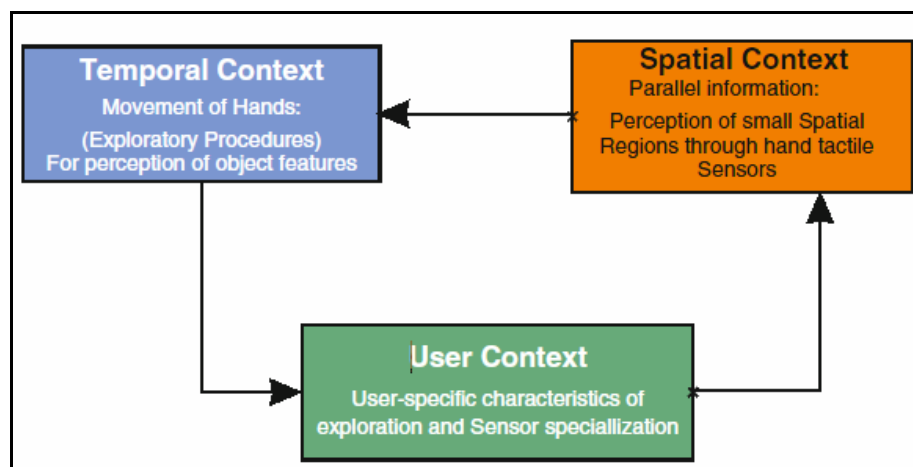 Temporal Context
Movement of Hands:
(Exploratory Procedures)
For perception of object features
Spatial Context
Parallel information:
Perception of small Spatial
Regions through hand tactile
Sensors
User Context
User-specific characteristics of
exploration and Sensor speciallization